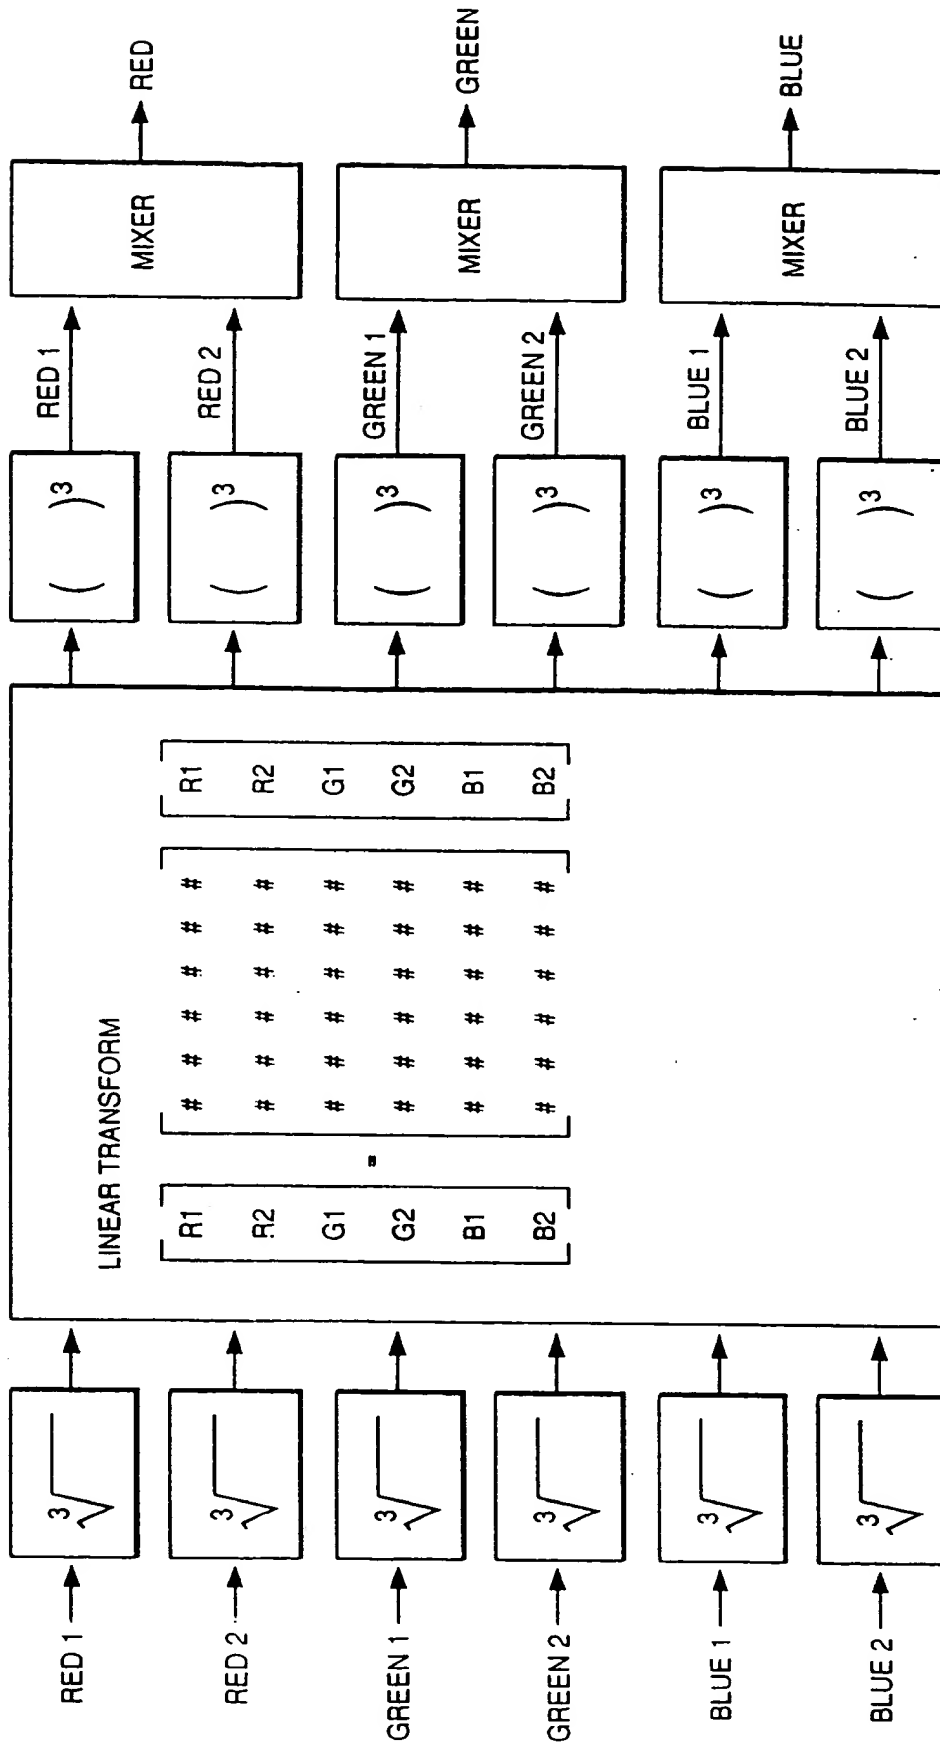 RED 1
3√
RED 2
3√
GREEN 1
3√
GREEN 2
3√
BLUE 1
3√
BLUE 2
3√
LINEAR TRANSFORM
R1 = # # # # # # R1
R2 # # # # # # R2
G1 # # # # # # G1
G2 # # # # # # G2
B1 # # # # # # B1
B2 # # # # # # B2
( )3
RED 1
( )3
RED 2
( )3
GREEN 1
( )3
GREEN 2
( )3
BLUE 1
( )3
BLUE 2
MIXER
RED
MIXER
GREEN
MIXER
BLUE